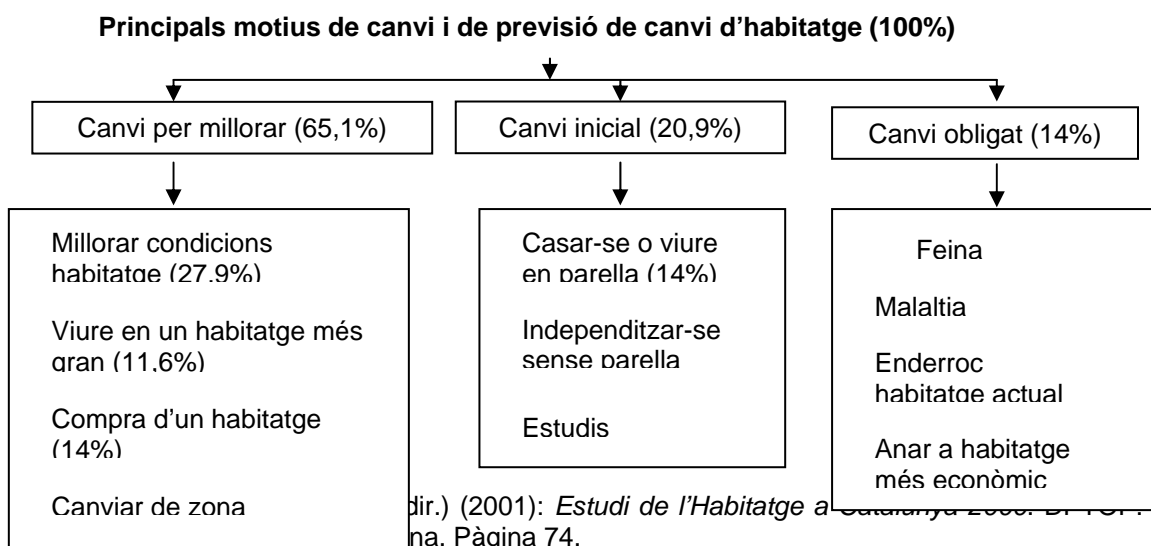 Principals motius de canvi i de previsió de canvi d’habitatge (100%)
Canvi per millorar (65,1%)
Canvi inicial (20,9%)
Canvi obligat (14%)
Millorar condicions
habitatge (27,9%)
Viure en un habitatge més
gran (11,6%)
Compra d’un habitatge
(14%)
Canviar de zona
Casar-se o viure
en parella (14%)
Independitzar-se
sense parella
Estudis
Feina
Malaltia
Enderroc
habitatge actual
Anar a habitatge
més econòmic
dir.) (2001): Estudi de l’Habitatge a
na. Pàgina 74.